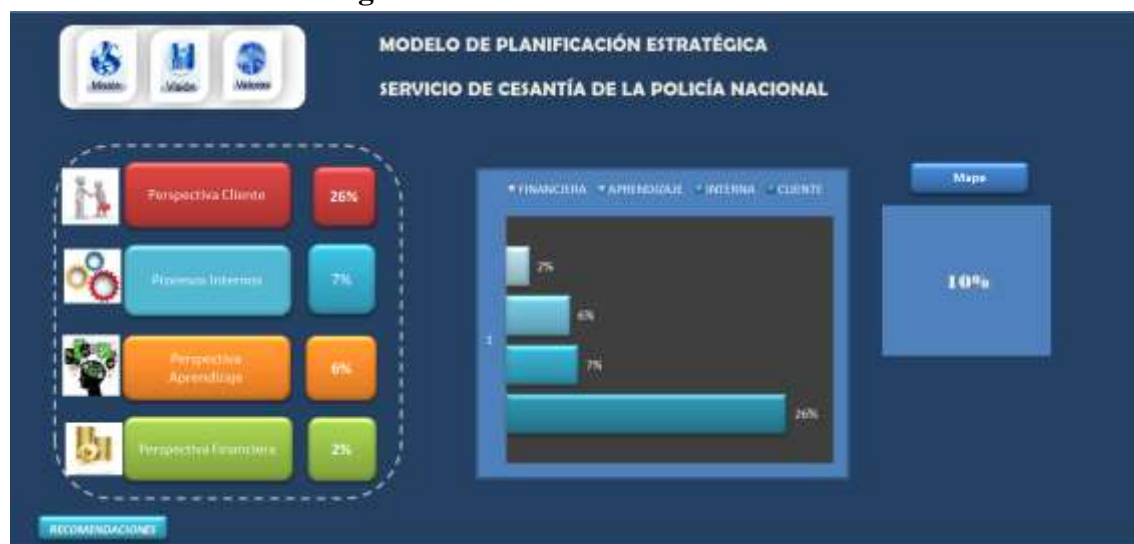 MODELO DE PLANIFICACIÓN ESTRATÉGICA
SERVICIO DE CESANTÍA DE LA POLICÍA NACIONAL
Misión
Visión
Valores
Perspectiva Cliente
26%
Procesos Internos
7%
Perspectiva
Aprendizaje
6%
Perspectiva Financiera
2%
FINANCIERA APRENDIZAJE INTERNA CLIENTE
2%
6%
7%
26%
1
Mapa
10%
RECOMENDACIONES